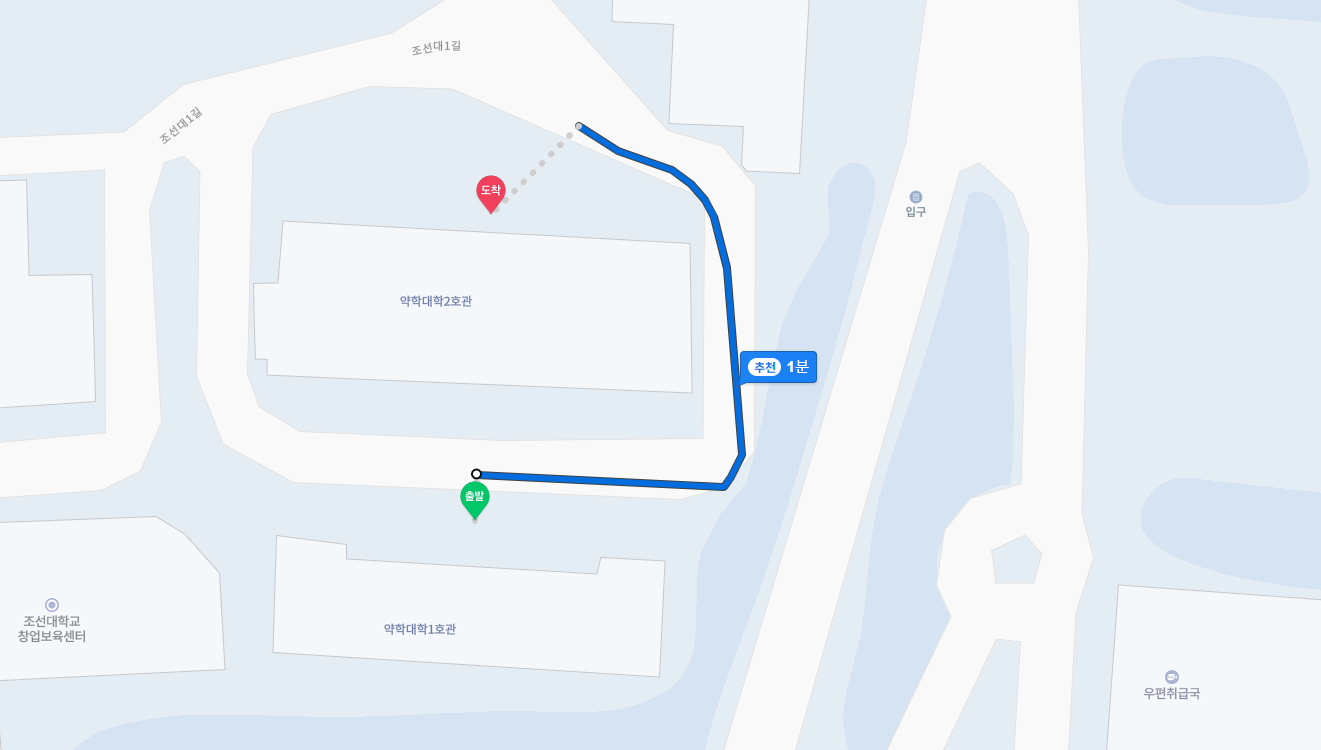 조선대1길
조선대1길
도착
입구
약학대학2호관
추천 1분
출발
조선대학교
창업보육센터
약학대학1호관
우편취급국